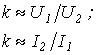 k ≈ U₁/U₂ ;
k ≈ I₂/I₁